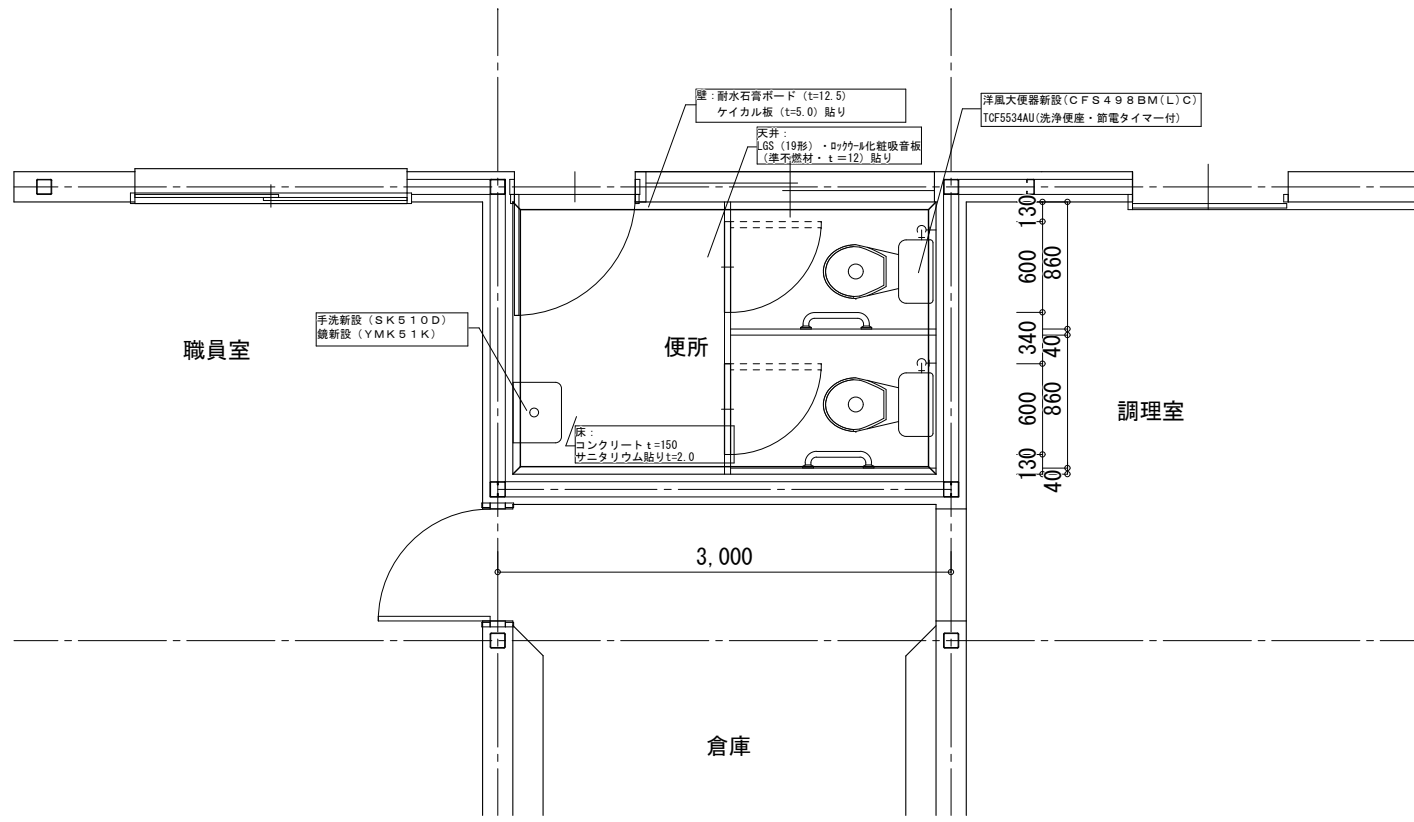 壁：耐水石膏ボード（t=12.5）
ケイカル板（t=5.0）貼り
洋風大便器新設(ＣＦＳ４９８ＢＭ(Ｌ)Ｃ)
TCF5534AU(洗浄便座・節電タイマー付)
天井：
LGS（19形）・ﾛｯｸｳｰﾙ化粧吸音板
（準不燃材・ｔ＝12）貼り
手洗新設（ＳＫ５１０Ｄ）
鏡新設（ＹＭＫ５１Ｋ）
職員室
便所
調理室
床：
コンクリートｔ=150
サニタリウム貼りt=2.0
130
600
340
600
130
860
40
860
40
3,000
倉庫